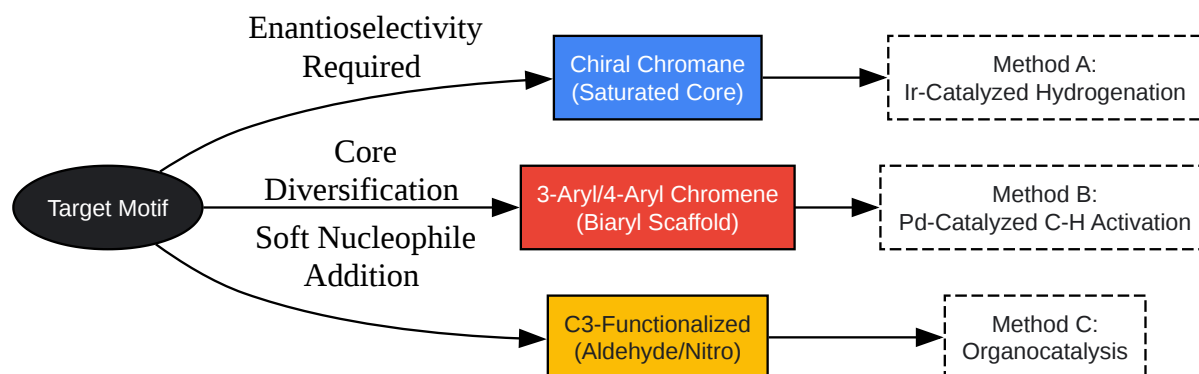 Enantioselectivity
Required
Chiral Chromane
(Saturated Core)
Method A:
Ir-Catalyzed Hydrogenation
Target Motif
Core
Diversification
3-Aryl/4-Aryl Chromene
(Biaryl Scaffold)
Method B:
Pd-Catalyzed C-H Activation
Soft Nucleophile
Addition
C3-Functionalized
(Aldehyde/Nitro)
Method C:
Organocatalysis